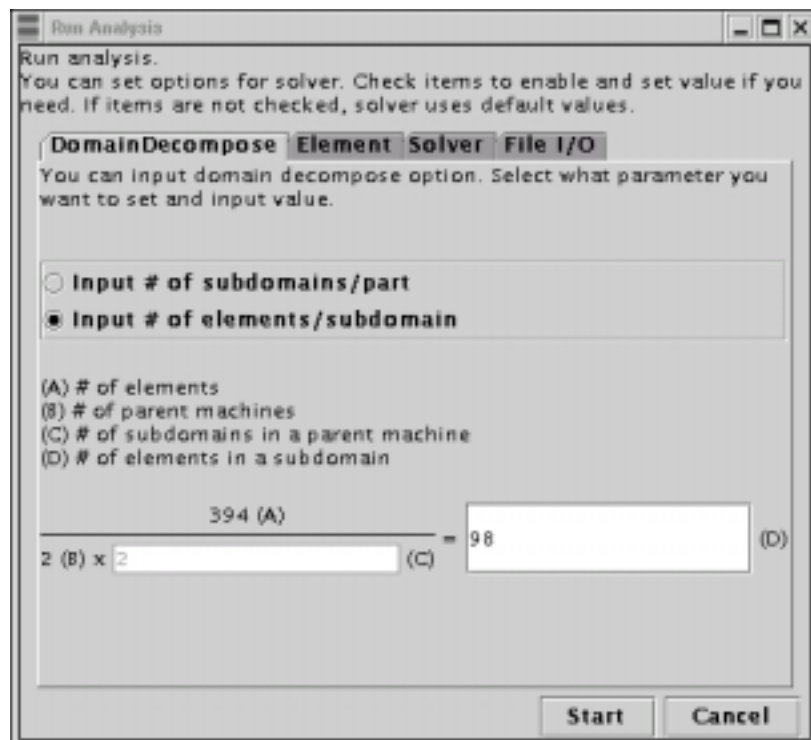 Run Analysis
Run analysis.
You can set options for solver. Check items to enable and set value if you
need. If items are not checked, solver uses default values.
DomainDecompose Element Solver File I/O
You can input domain decompose option. Select what parameter you
want to set and input value.
Input # of subdomains/part
Input # of elements/subdomain
(A) # of elements
(B) # of parent machines
(C) # of subdomains in a parent machine
(D) # of elements in a subdomain
394 (A)
2 (B) x 2 (C) = 98 (D)
Start Cancel